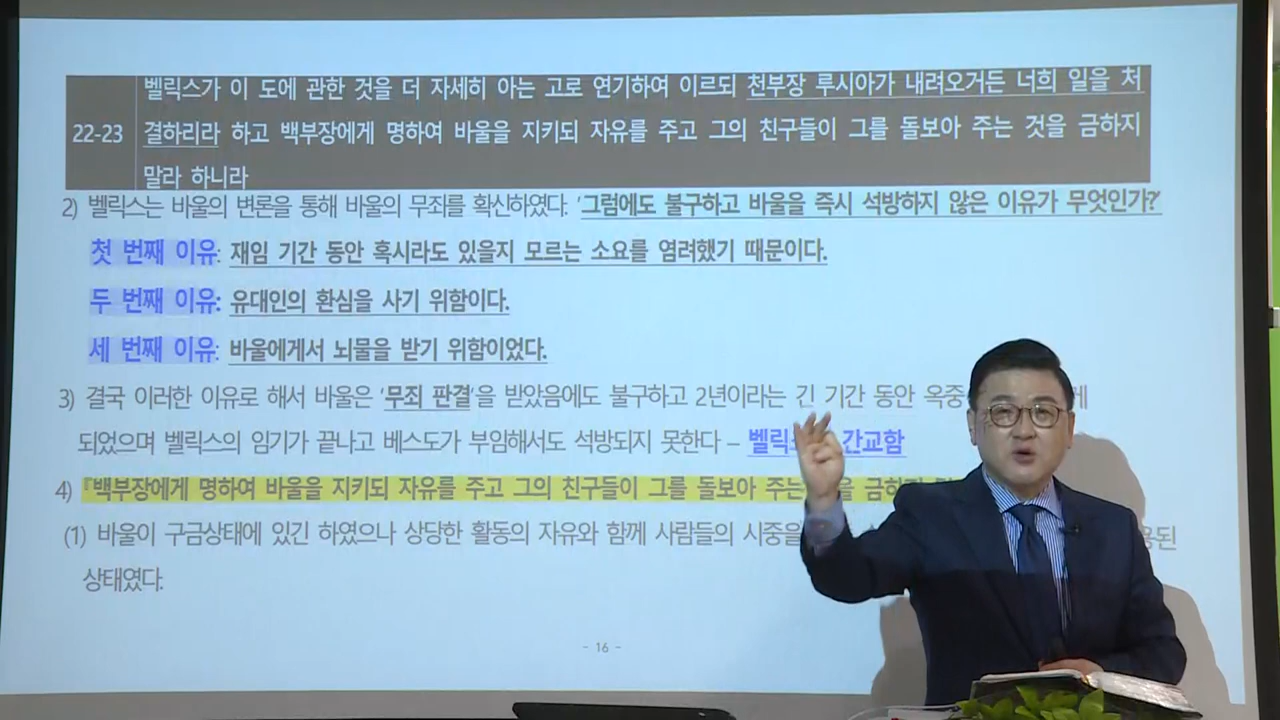 벨릭스가 이 도에 관한 것을 더 자세히 아는 고로 연기하여 이르되 천부장 루시아가 내려오거든 너희 일을 처
22-23 결하리라 하고 백부장에게 명하여 바울을 지키되 자유를 주고 그의 친구들이 그를 돌보아 주는 것을 금하지
말라 하니라
2) 벨릭스는 바울의 변론을 통해 바울의 무죄를 확신하였다. '그럼에도 불구하고 바울을 즉시 석방하지 않은 이유가 무엇인가?'
첫 번째 이유: 재임 기간 동안 혹시라도 있을지 모르는 소요를 염려했기 때문이다.
두 번째 이유: 유대인의 환심을 사기 위함이다.
세 번째 이유: 바울에게서 뇌물을 받기 위함이었다.
3) 결국 이러한 이유로 해서 바울은 '무죄 판결'을 받았음에도 불구하고 2년이라는 긴 기간 동안 옥중
되었으며 벨릭스의 임기가 끝나고 베스도가 부임해서도 석방되지 못한다 – 벨릭 간교함
4) 『백부장에게 명하여 바울을 지키되 자유를 주고 그의 친구들이 그를 돌보아 주는 을
(1) 바울이 구금상태에 있긴 하였으나 상당한 활동의 자유와 함께 사람들의 시중을
상태였다.
- 16 -